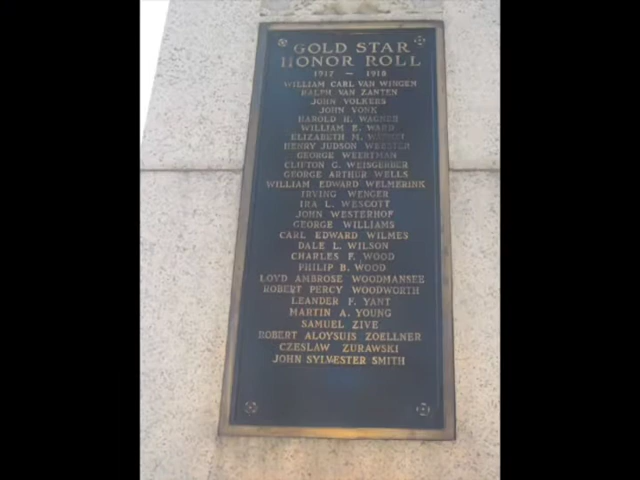 GOLD STAR
HONOR ROLL
1917 – 1918
WILLIAM CARL VAN WINGEN
RALPH VAN ZANTEN
JOHN VOLKERS
JOHN VONK
HAROLD H. WAGNER
WILLIAM E. WARD
ELIZABETH M.
HENRY JUDSON WEBSTER
GEORGE WEERTMAN
CLIFTON G. WEISGERBER
GEORGE ARTHUR WELLS
WILLIAM EDWARD WELMERINK
IRVING WENGER
IRA L. WESCOTT
JOHN WESTERHOF
GEORGE WILLIAMS
CARL EDWARD WILMES
DALE L. WILSON
CHARLES F. WOOD
PHILIP B. WOOD
LOYD AMBROSE WOODMANSEE
ROBERT PERCY WOODWORTH
LEANDER F. YANT
MARTIN A. YOUNG
SAMUEL ZIVE
ROBERT ALOYSUIS ZOELLNER
CZESLAW ZURAWSKI
JOHN SYLVESTER SMITH